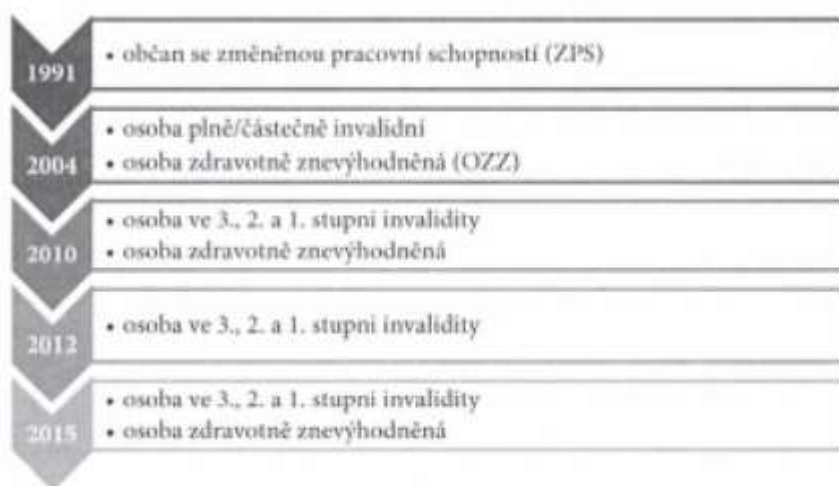 1991
• občan se změněnou pracovní schopností (ZPS)
2004
• osoba plně/částečně invalidní
• osoba zdravotně znevýhodněná (OZZ)
2010
• osoba ve 3., 2. a 1. stupni invalidity
• osoba zdravotně znevýhodněná
2012
• osoba ve 3., 2. a 1. stupni invalidity
2015
• osoba ve 3., 2. a 1. stupni invalidity
• osoba zdravotně znevýhodněná